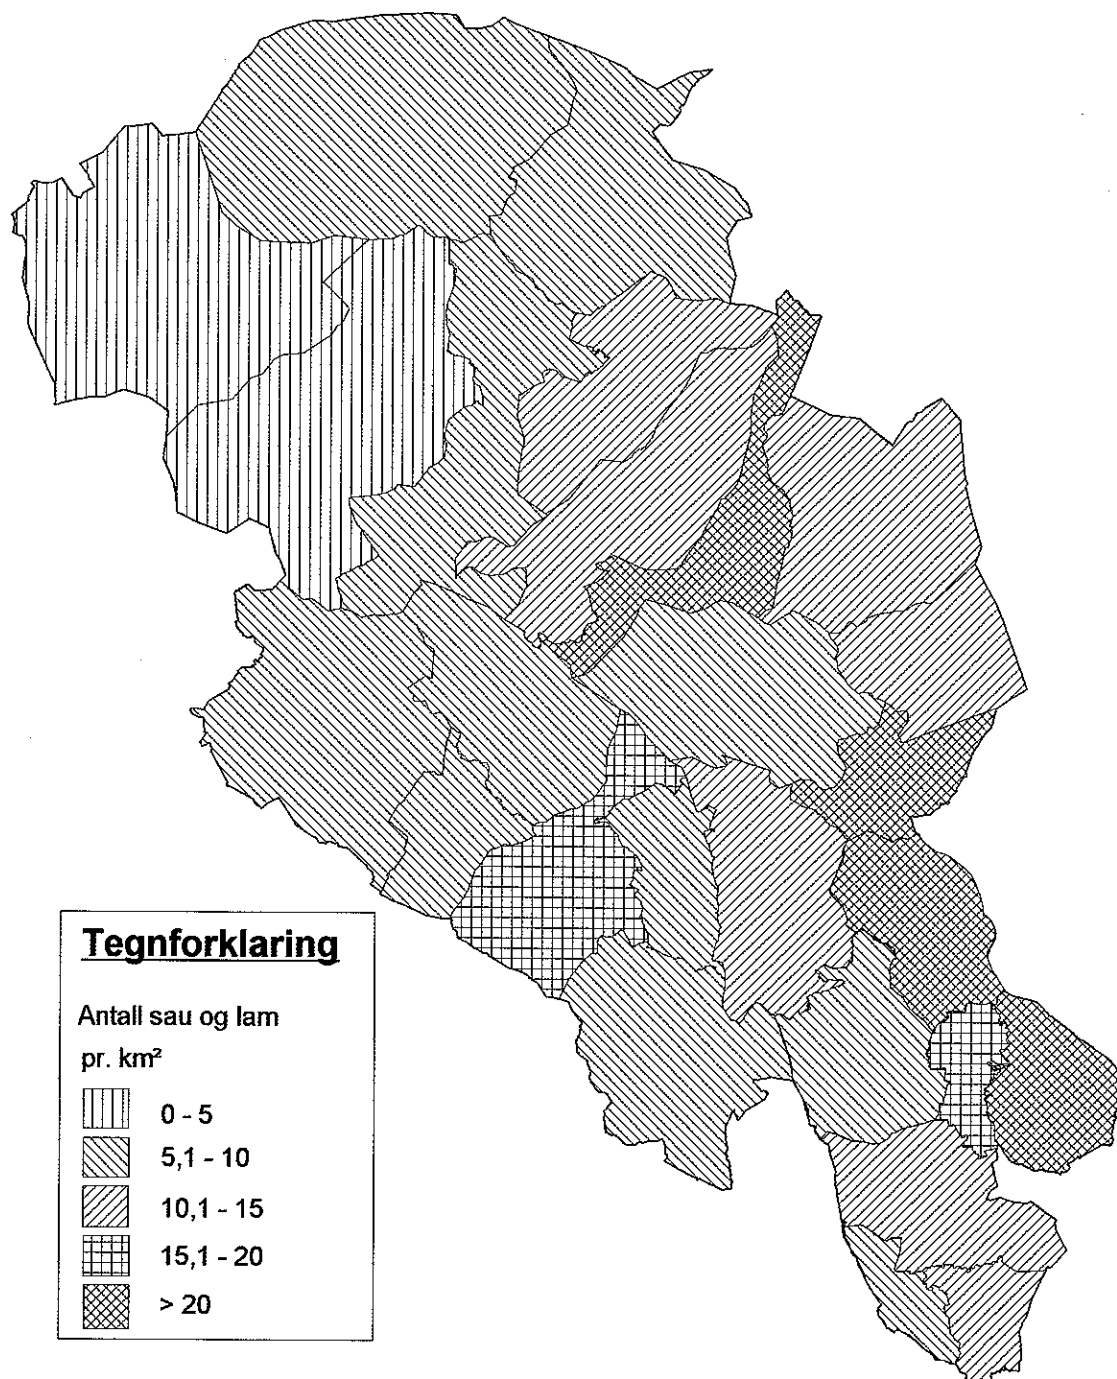 Tegnforklaring
Antall sau og lam
pr. km²
0 - 5
5,1 - 10
10,1 - 15
15,1 - 20
> 20